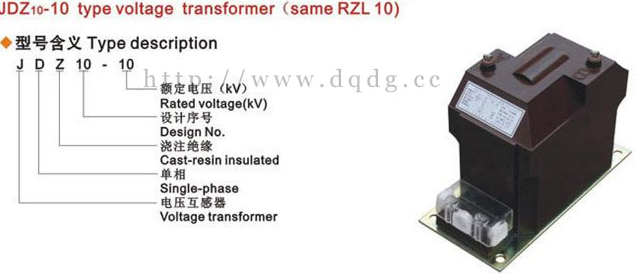 JDZ10-10 type voltage transformer (same RZL 10)
型号含义 Type description
J D Z 10 - 10
http://www.dqdg.cc
额定电压（kV）
Rated voltage(kV)
设计序号
Design No.
浇注绝缘
Cast-resin insulated
单相
Single-phase
电压互感器
Voltage transformer